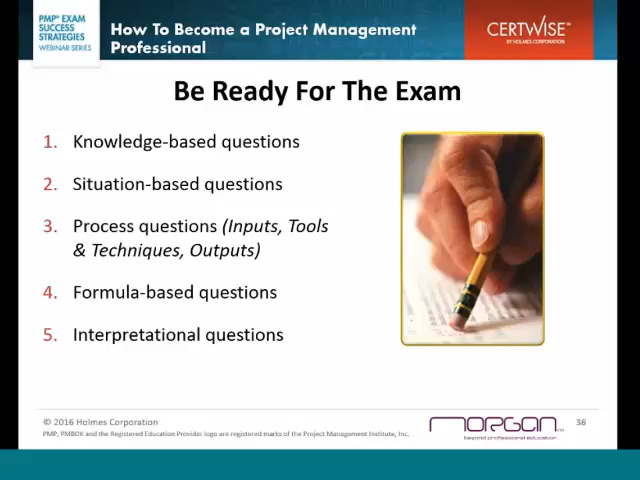 PMP® EXAM
SUCCESS
STRATEGIES
WEBINAR SERIES
How To Become a Project Management
Professional
CERTWISE™
BY HOLMES CORPORATION
Be Ready For The Exam
1. Knowledge-based questions
2. Situation-based questions
3. Process questions (Inputs, Tools
& Techniques, Outputs)
4. Formula-based questions
5. Interpretational questions
© 2016 Holmes Corporation
PMP, PMBOK and the Registered Education Provider logo are registered marks of the Project Management Institute, Inc.
MORGAN
beyond professional education
36